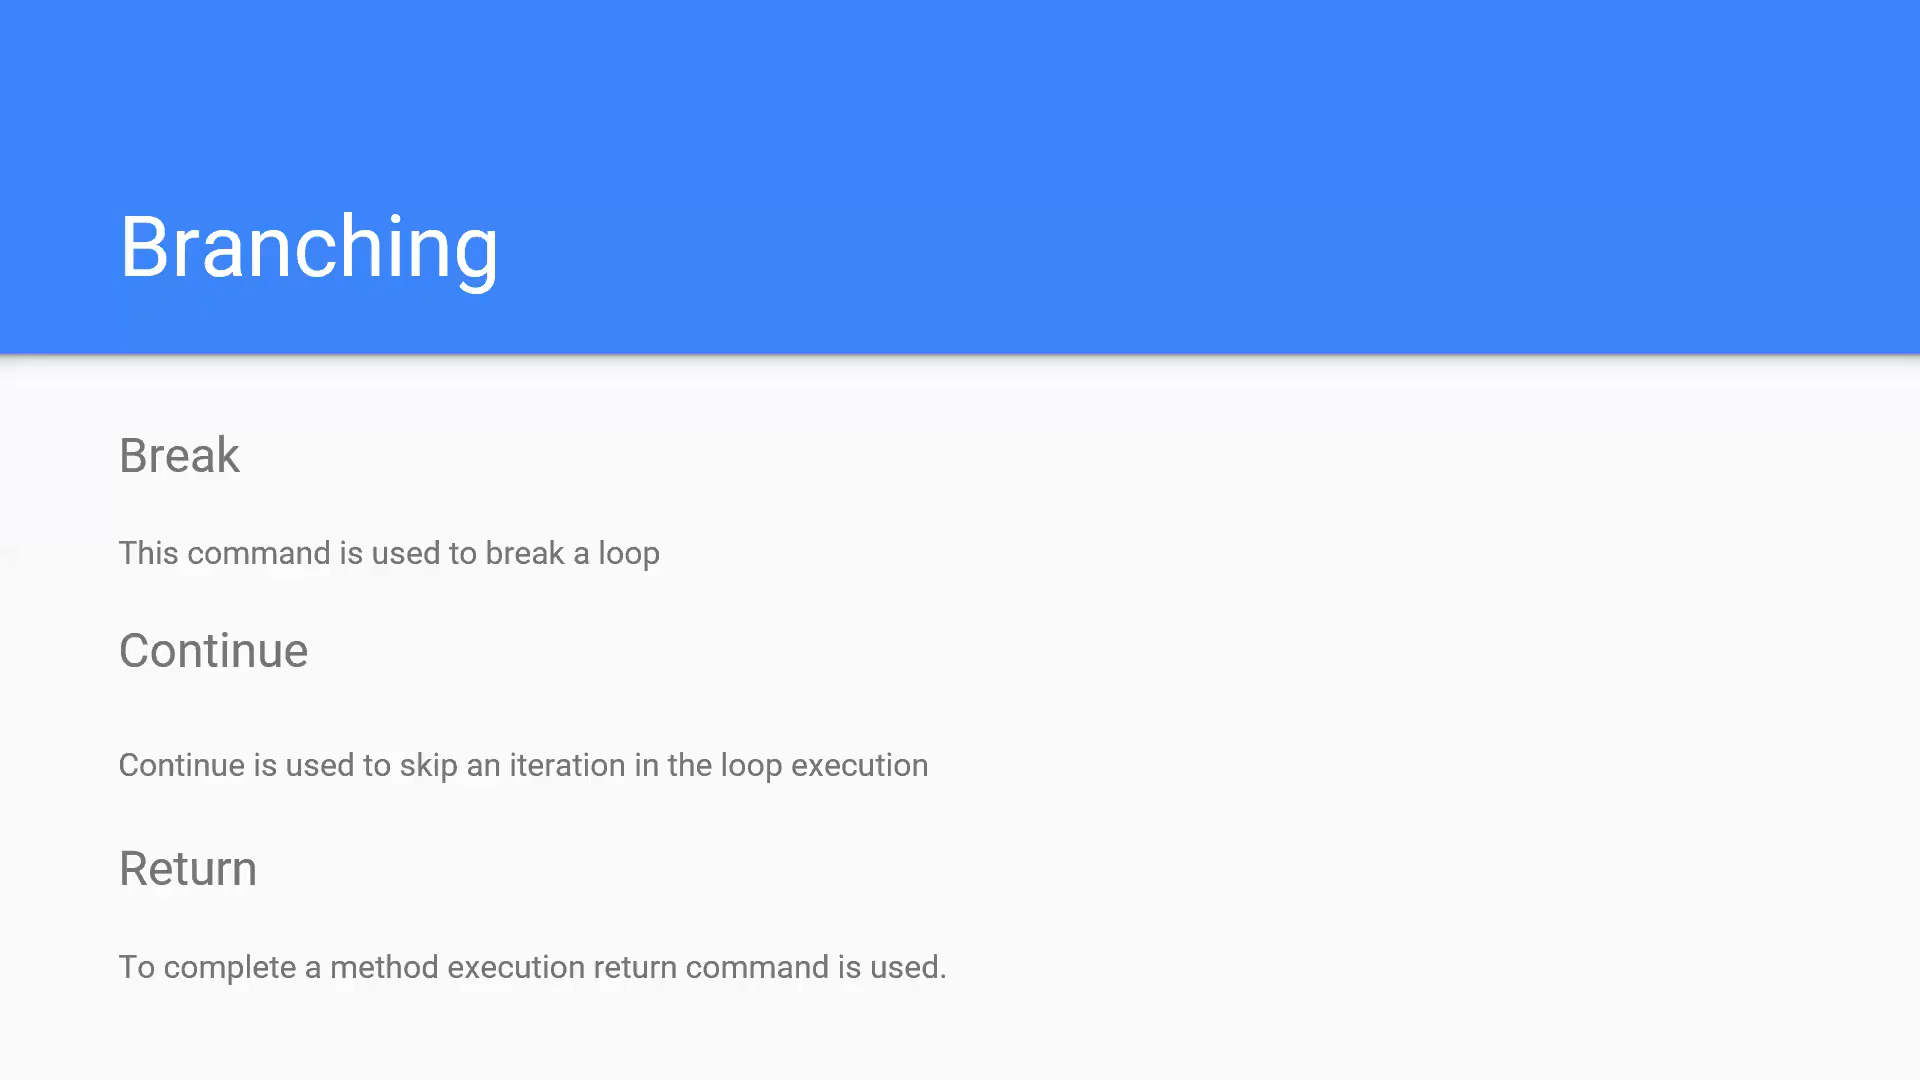 Branching
Break
This command is used to break a loop
Continue
Continue is used to skip an iteration in the loop execution
Return
To complete a method execution return command is used.